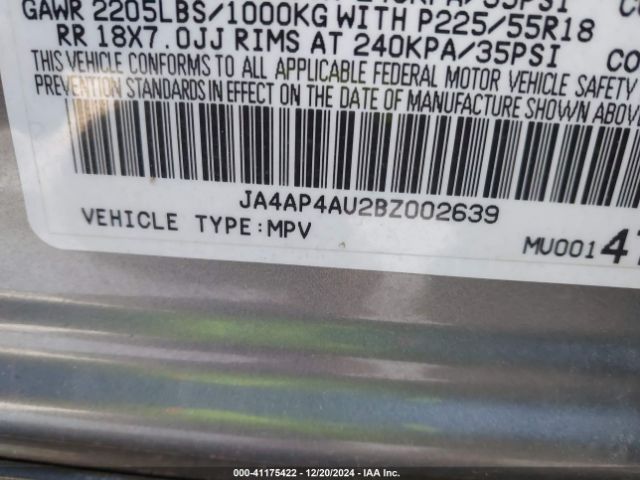 GAWR 2205LBS/1000KG WITH P225/55R18
RR 18X7.0JJ RIMS AT 240KPA/35PSI
THIS VEHICLE CONFORMS TO ALL APPLICABLE FEDERAL MOTOR VEHICLE SAFETY
PREVENTION STANDARDS IN EFFECT ON THE DATE OF MANUFACTURE SHOWN ABOVE
JA4AP4AU2BZ002639
VEHICLE TYPE:MPV
MU001
000-41175422 — 12/20/2024 — IAA Inc.